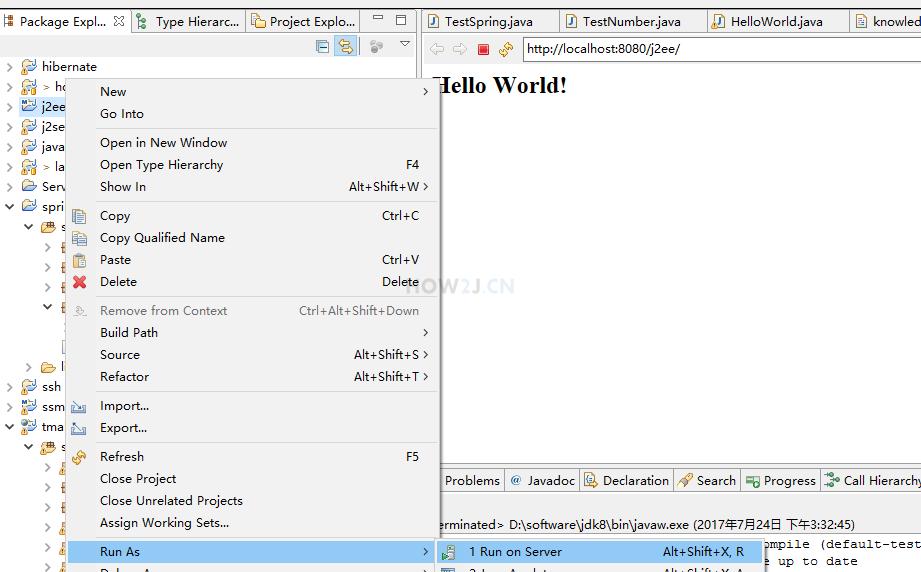 Package Expl...
Type Hierarc...
Project Explo...
TestSpring.java
TestNumber.java
HelloWorld.java
knowled
http://localhost:8080/j2ee/
Hello World!
hibernate
> ho
j2ee
j2se
java
> la
Serv
spri
s
li
ssh
ssm
tma
s
New
Go Into
Open in New Window
Open Type Hierarchy F4
Show In Alt+Shift+W >
Copy Ctrl+C
Copy Qualified Name
Paste Ctrl+V
Delete Delete
HOW2J.CN
Remove from Context Ctrl+Alt+Shift+Down
Build Path
Source Alt+Shift+S >
Refactor Alt+Shift+T >
Import...
Export...
Refresh F5
Close Project
Close Unrelated Projects
Assign Working Sets...
Run As
1 Run on Server Alt+Shift+X, R
Problems
@ Javadoc
Declaration
Search
Progress
Call Hierarchy
erminated> D:\software\jdk8\bin\javaw.exe (2017年7月24日 下午3:32:45)
ompile (default-test
e up to date